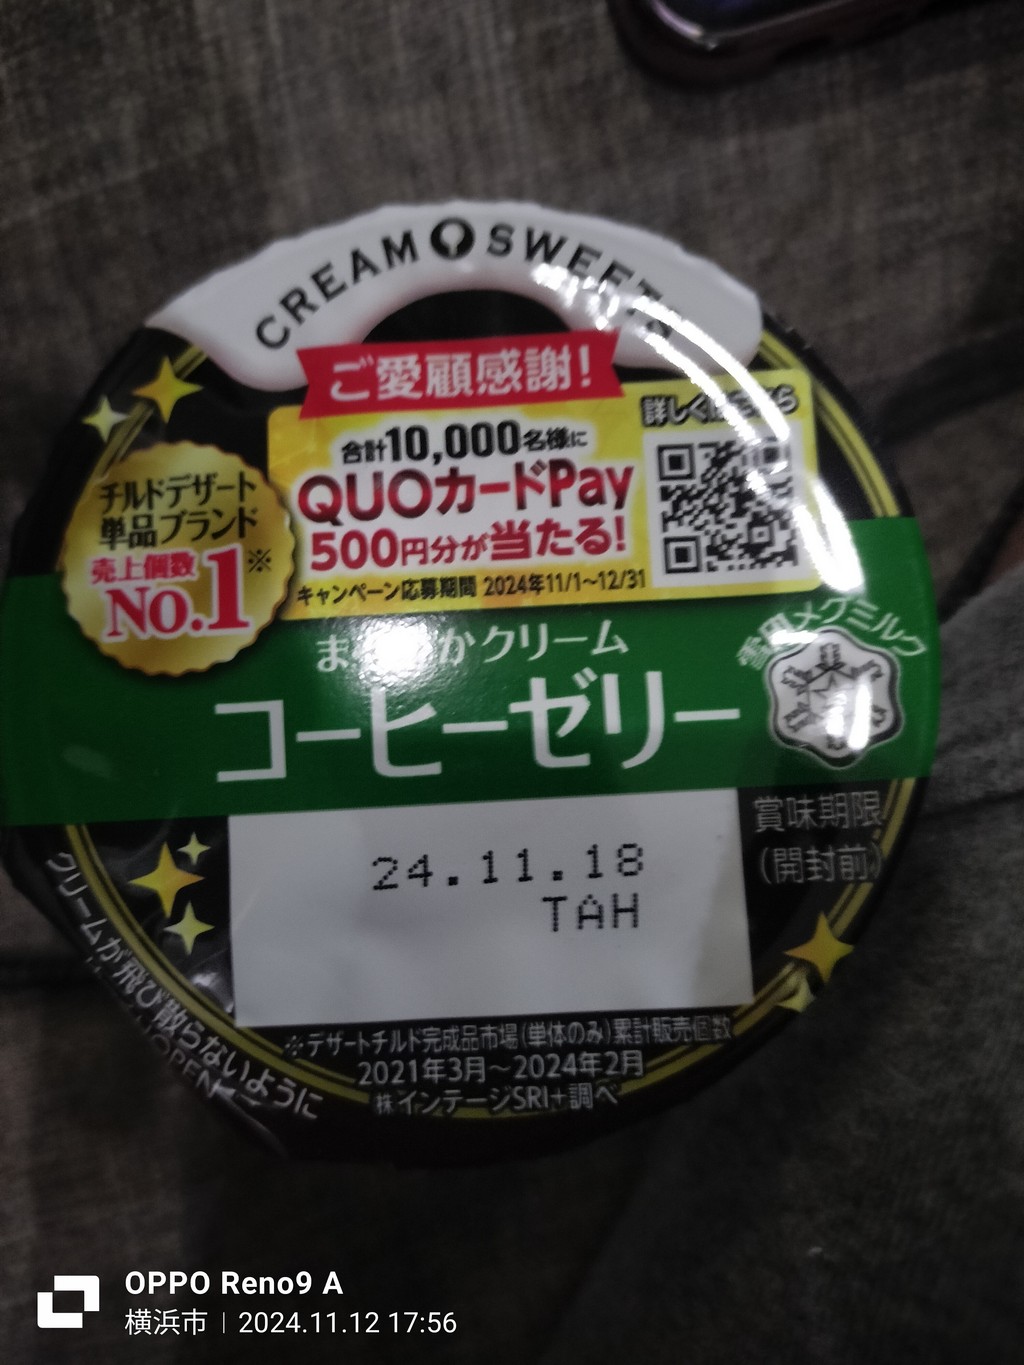 CREAM SWEETS
ご愛顧感謝!
詳しくは
合計10,000名様に
QUOカードPay
500円分が当たる!
キャンペーン応募期間 2024年11/1～12/31
チルドデザート
単品ブランド
売上個数
No.1※
クリーム
コーヒーゼリー
雪印メグミルク
賞味期限
(開封前)
24.11.18
TAH
クリームが飛び散らないように
OPEN
※デザートチルド完成品市場(単体のみ)累計販売個数
2021年3月～2024年2月
㈱インテージSRI+調べ
OPPO Reno9 A
横浜市 | 2024.11.12 17:56